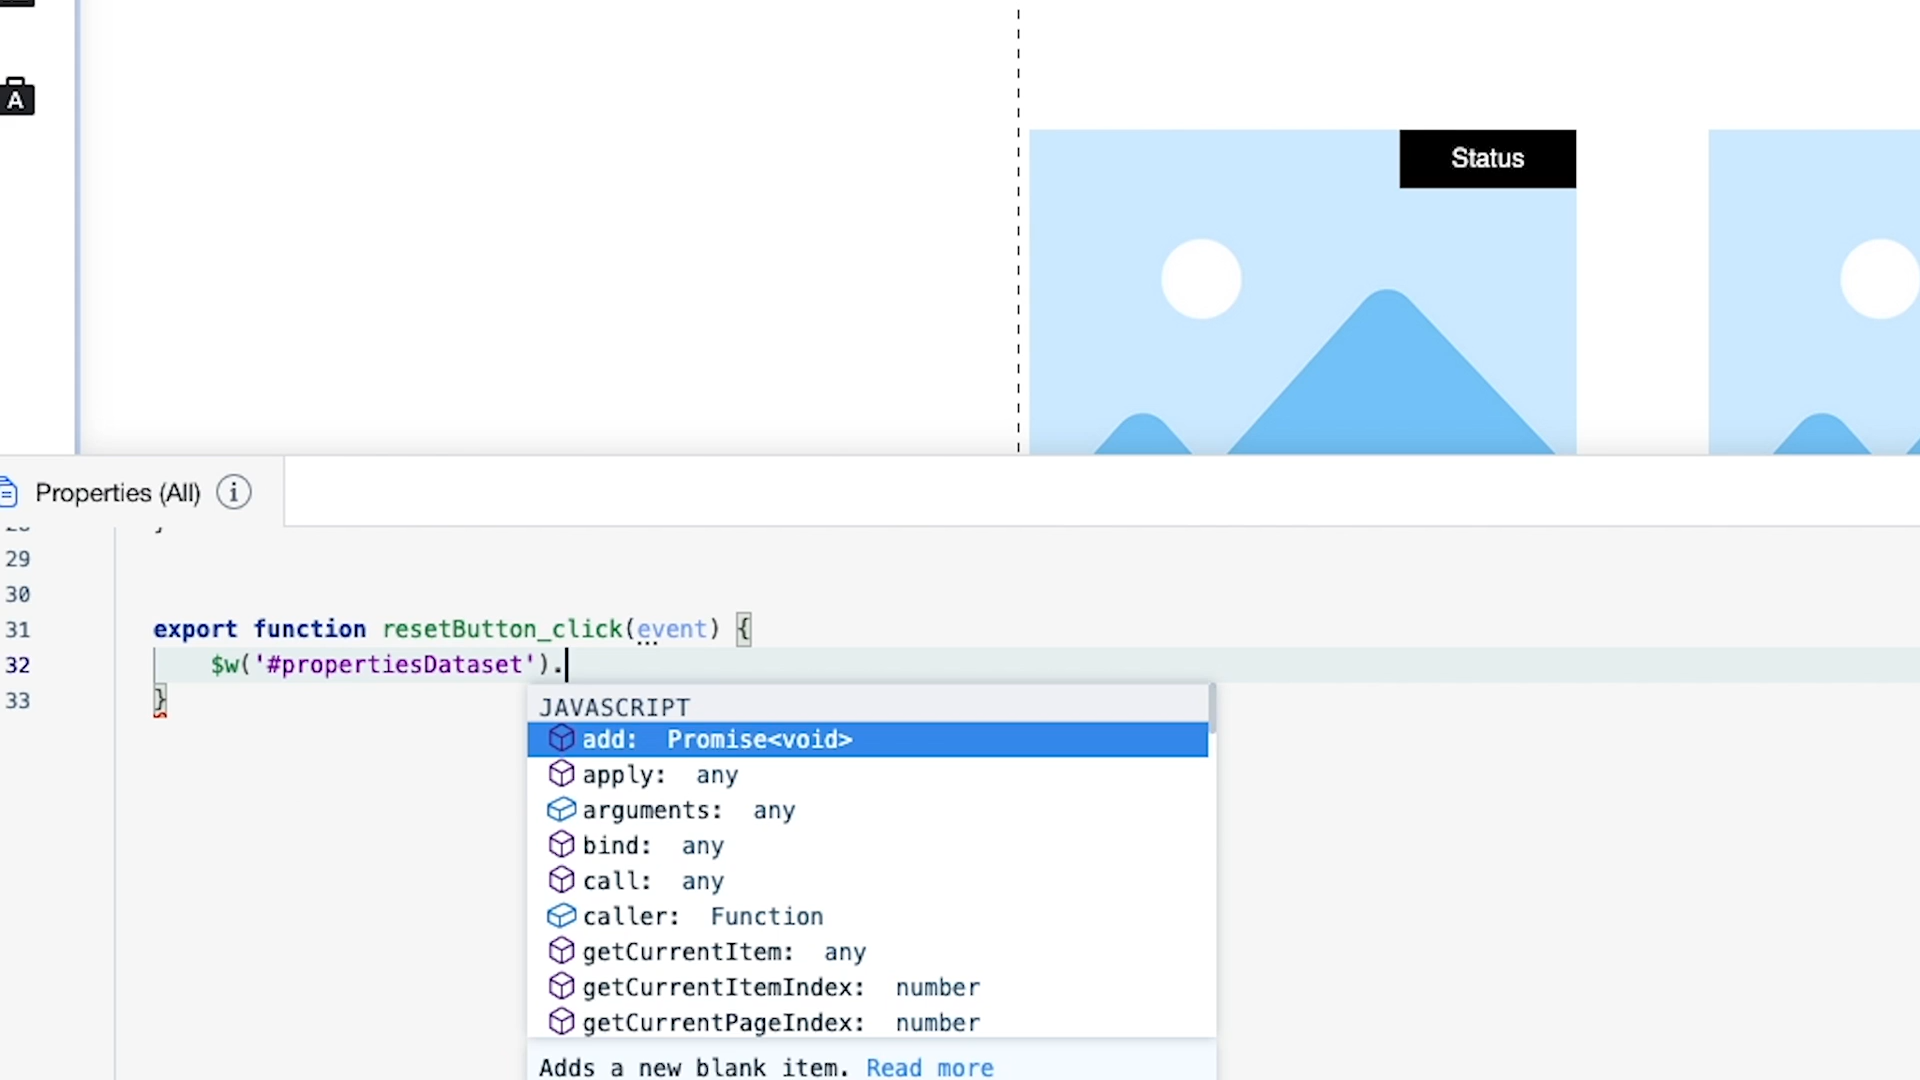 A
Status
Properties (All) i
29
30
31 export function resetButton_click(event) {
32 $w('#propertiesDataset').
33 }
JAVASCRIPT
add: Promise<void>
apply: any
arguments: any
bind: any
call: any
caller: Function
getCurrentItem: any
getCurrentItemIndex: number
getCurrentPageIndex: number
Adds a new blank item. Read more